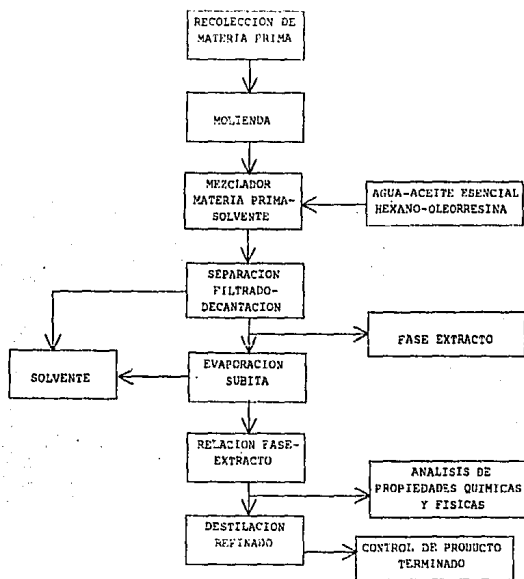 RECOLECCION DE
MATERIA PRIMA
MOLIENDA
MEZCLADOR
MATERIA PRIMA-
SOLVENTE
AGUA-ACEITE ESENCIAL
HEXANO-OLEORRESINA
SEPARACION
FILTRADO-
DECANTACION
FASE EXTRACTO
SOLVENTE
EVAPORACION
SUBITA
RELACION FASE-
EXTRACTO
ANALISIS DE
PROPIEDADES QUIMICAS
Y FISICAS
DESTILACION
REFINADO
CONTROL DE PRODUCTO
TERMINADO